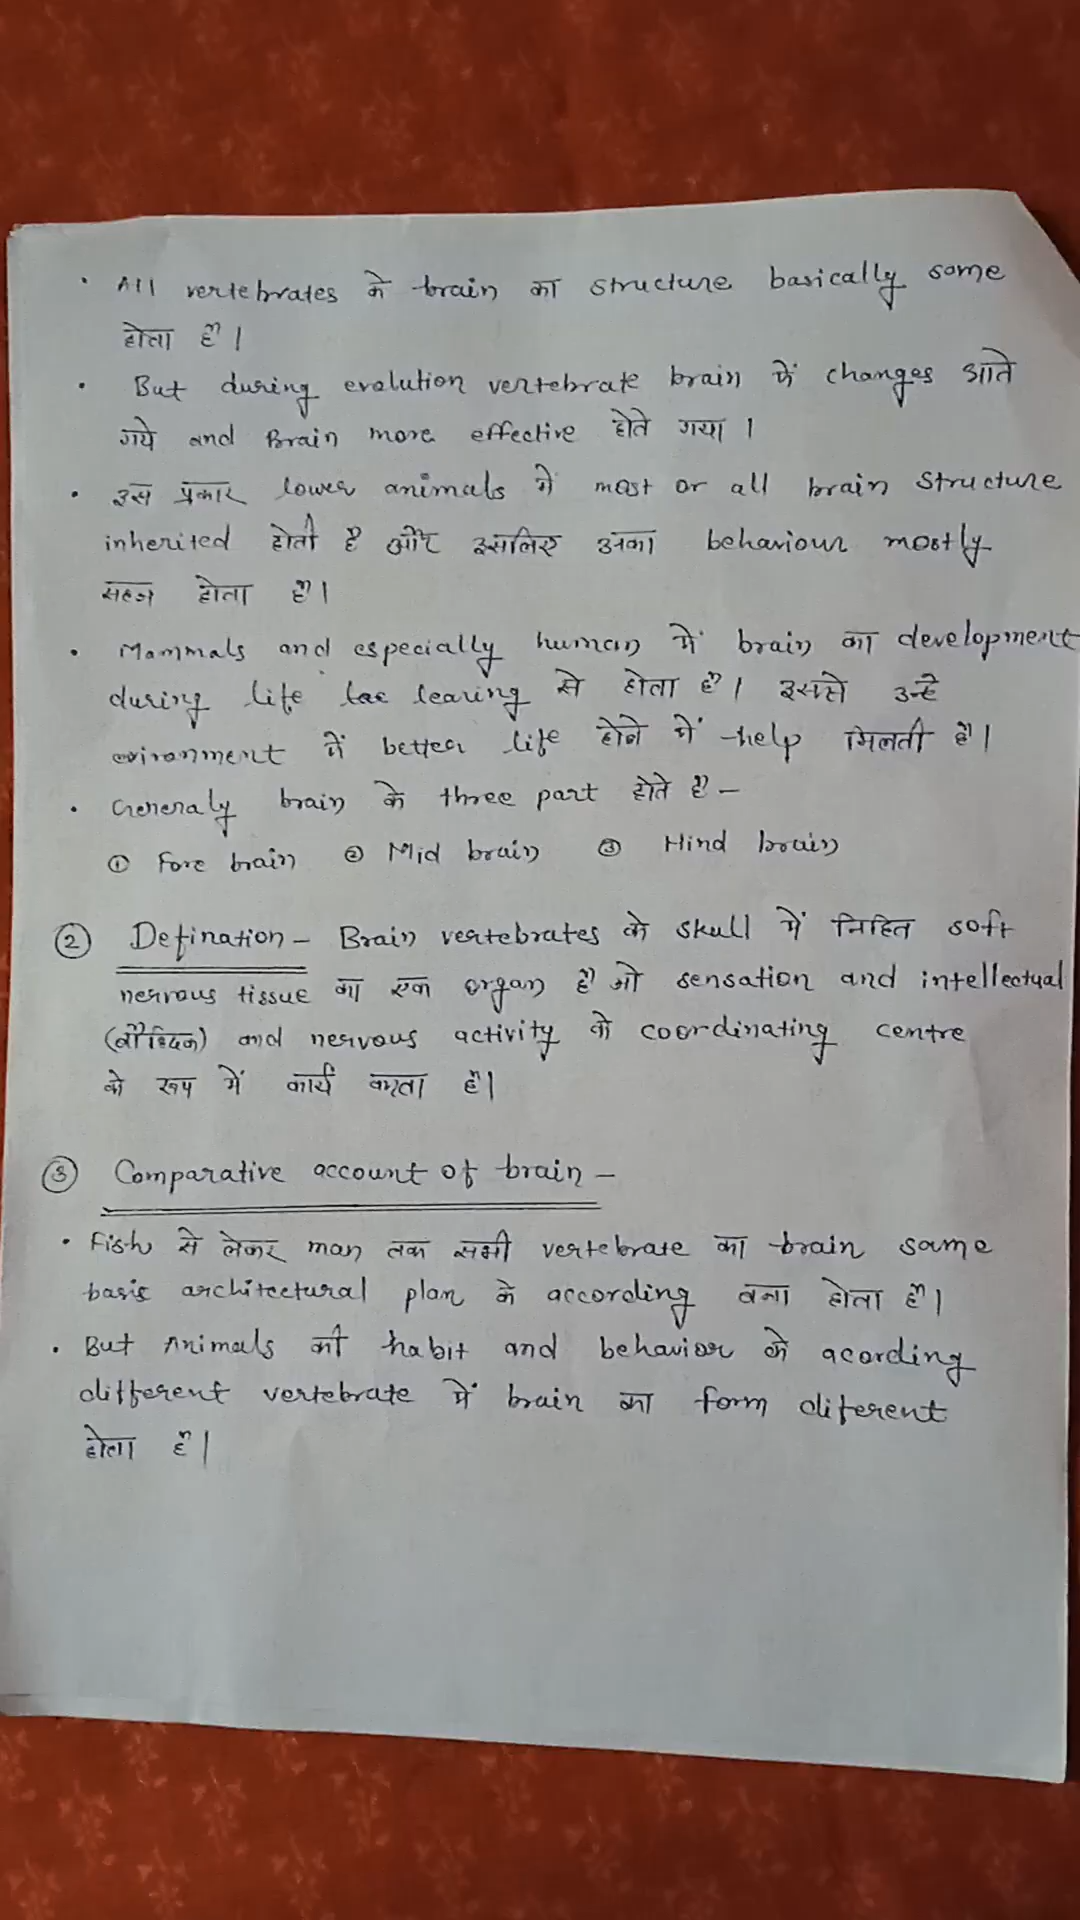 • All vertebrates के brain का structure basically same
होता है।
• But during evalution vertebrate brain में changes आते
गये and Brain more effective होते गया।
• इस प्रकार lower animals में most or all brain structure
inherited होती है और इसलिए उनका behaviour mostly
सहज होता है।
• Mammals and especially human में brain का development
during life learing से होता है। इससे उन्हे
evironment में better life होने में help मिलती है।
• Generaly brain के three part होते है –
① Fore brain ② Mid brain ③ Hind brain
② Defination – Brain vertebrates के skull में निहित soft
nervous tissue का एक organ है जो sensation and intellectual
(बौध्दिक) and nervous activity के coordinating centre
के रूप में कार्य करता है।
③ Comparative account of brain –
• Fish से लेकर man तक सभी vertebrate का brain same
basic architectural plan के according बना होता है।
• But Animals की habit and behavior के acording
different vertebrate में brain का form diferent
होता है।